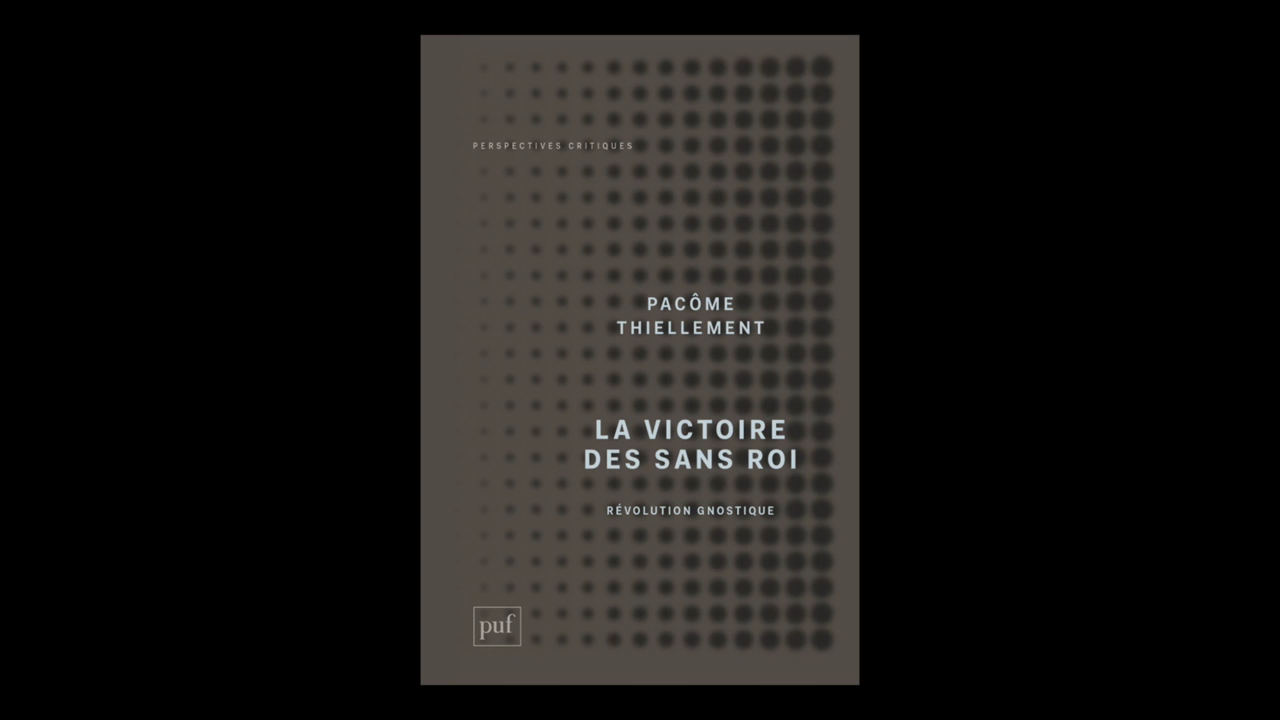 PERSPECTIVES CRITIQUES
PACÔME
THIELLEMENT
LA VICTOIRE
DES SANS ROI
RÉVOLUTION GNOSTIQUE
puf